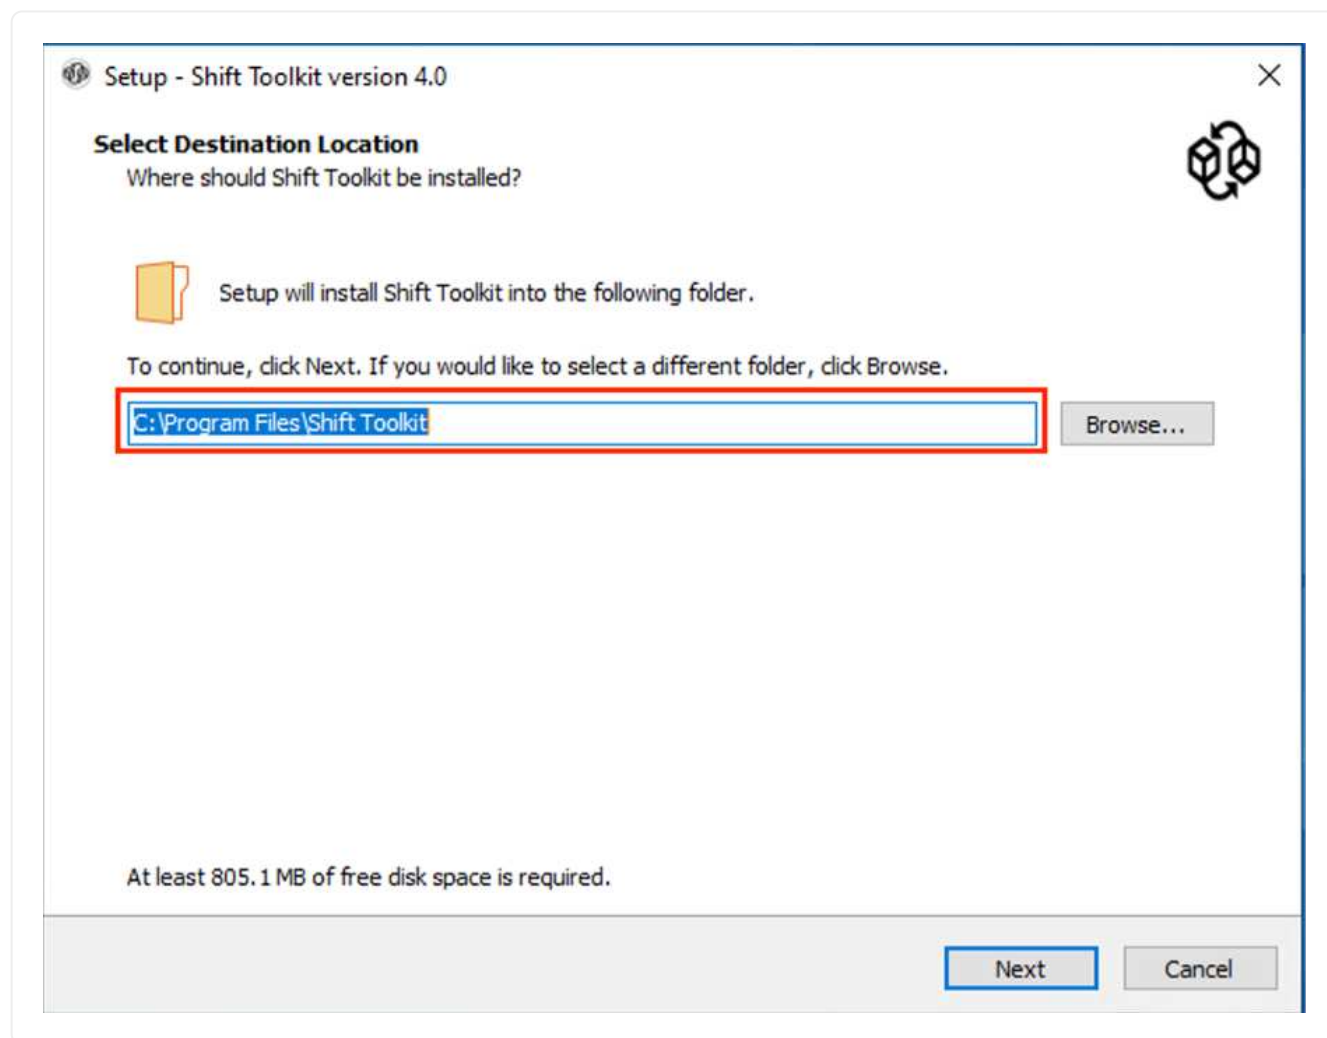 Setup - Shift Toolkit version 4.0
Select Destination Location
Where should Shift Toolkit be installed?
Setup will install Shift Toolkit into the following folder.
To continue, click Next. If you would like to select a different folder, click Browse.
C:\Program Files\Shift Toolkit
Browse...
At least 805.1 MB of free disk space is required.
Next
Cancel